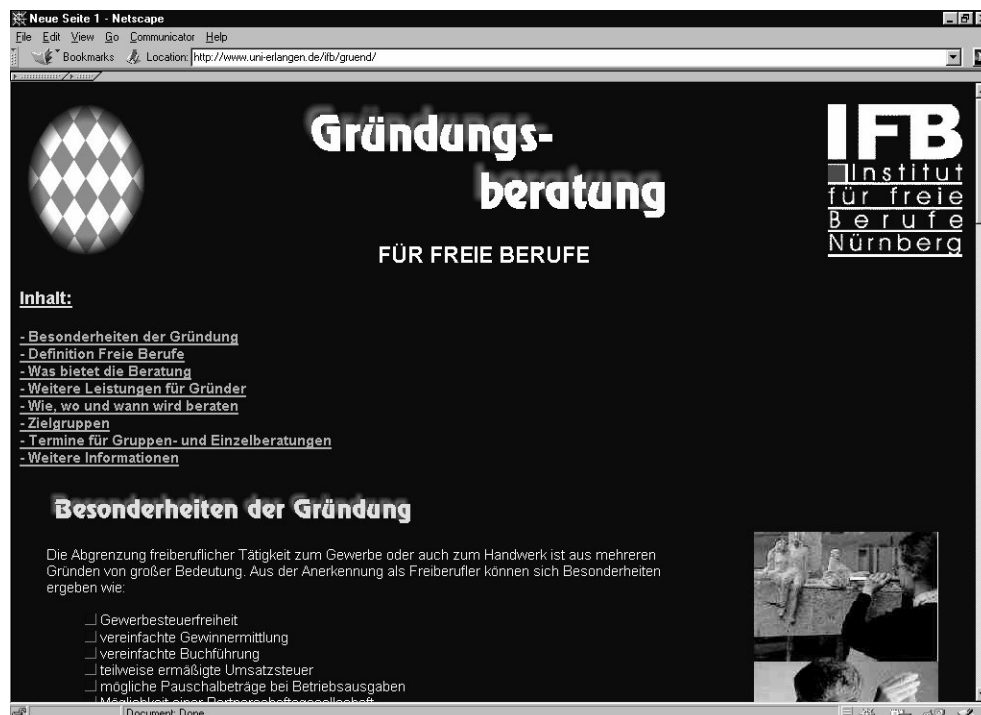 Neue Seite 1 - Netscape
File Edit View Go Communicator Help
Bookmarks Location: http://www.uni-erlangen.de/ifb/gruend/
Gründungs-
beratung
FÜR FREIE BERUFE
IFB
Institut
für freie
Berufe
Nürnberg
Inhalt:
- Besonderheiten der Gründung
- Definition Freie Berufe
- Was bietet die Beratung
- Weitere Leistungen für Gründer
- Wie, wo und wann wird beraten
- Zielgruppen
- Termine für Gruppen- und Einzelberatungen
- Weitere Informationen
Besonderheiten der Gründung
Die Abgrenzung freiberuflicher Tätigkeit zum Gewerbe oder auch zum Handwerk ist aus mehreren
Gründen von großer Bedeutung. Aus der Anerkennung als Freiberufler können sich Besonderheiten
ergeben wie:
Gewerbesteuerfreiheit
vereinfachte Gewinnermittlung
vereinfachte Buchführung
teilweise ermäßigte Umsatzsteuer
mögliche Pauschalbeträge bei Betriebsausgaben
Möglichkeit einer Partnerschaftsgesellschaft
Document: Done